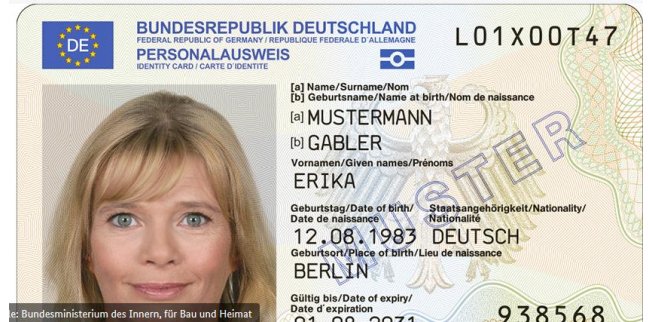 DE
BUNDESREPUBLIK DEUTSCHLAND
FEDERAL REPUBLIC OF GERMANY / REPUBLIQUE FEDERALE D'ALLEMAGNE
PERSONALAUSWEIS
IDENTITY CARD / CARTE D'IDENTITE
L01X00T47
[a] Name/Surname/Nom
[b] Geburtsname/Name at birth/Nom de naissance
[a] MUSTERMANN
[b] GABLER
Vornamen/Given names/Prénoms
ERIKA
Geburtstag/Date of birth/ Staatsangehörigkeit/Nationality/
Date de naissance Nationalité
12.08.1983 DEUTSCH
Geburtsort/Place of birth/Lieu de naissance
BERLIN
Gültig bis/Date of expiry/
Date d'expiration
938568
MUSTER
Bundesministerium des Innern, für Bau und Heimat